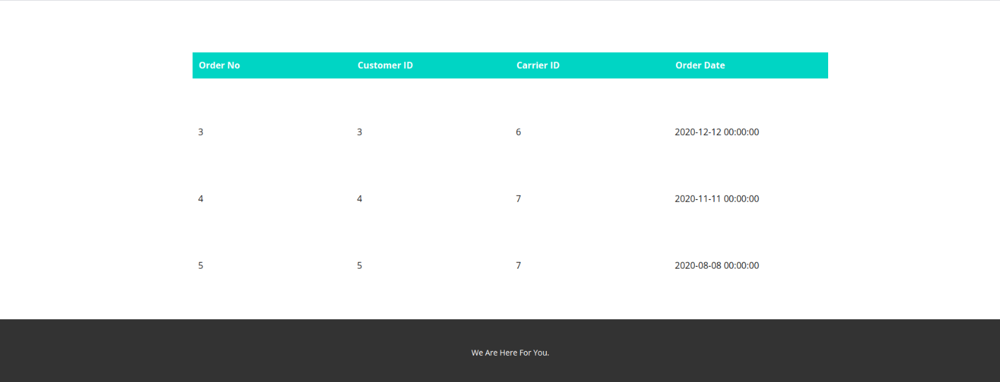 Order No Customer ID Carrier ID Order Date
3 3 6 2020-12-12 00:00:00
4 4 7 2020-11-11 00:00:00
5 5 7 2020-08-08 00:00:00
We Are Here For You.